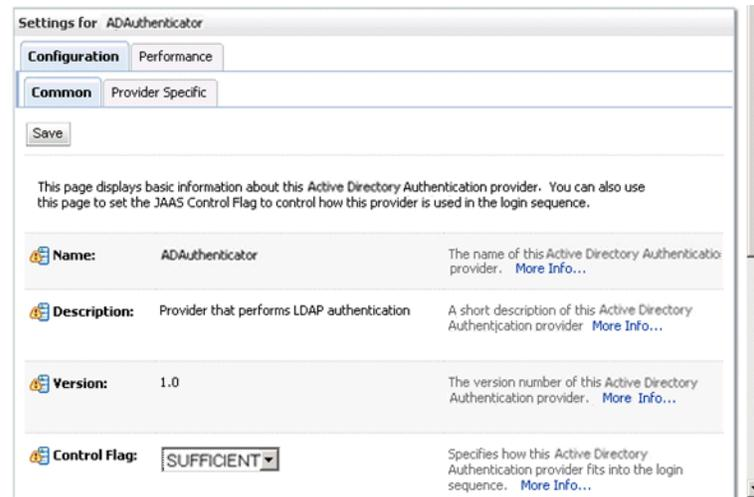 Settings for ADAuthenticator
Configuration Performance
Common Provider Specific
Save
This page displays basic information about this Active Directory Authentication provider. You can also use
this page to set the JAAS Control Flag to control how this provider is used in the login sequence.
Name: ADAuthenticator The name of this Active Directory Authenticatio
provider. More Info...
Description: Provider that performs LDAP authentication A short description of this Active Directory
Authentication provider More Info...
Version: 1.0 The version number of this Active Directory
Authentication provider. More Info...
Control Flag: SUFFICIENT Specifies how this Active Directory
Authentication provider fits into the login
sequence. More Info...